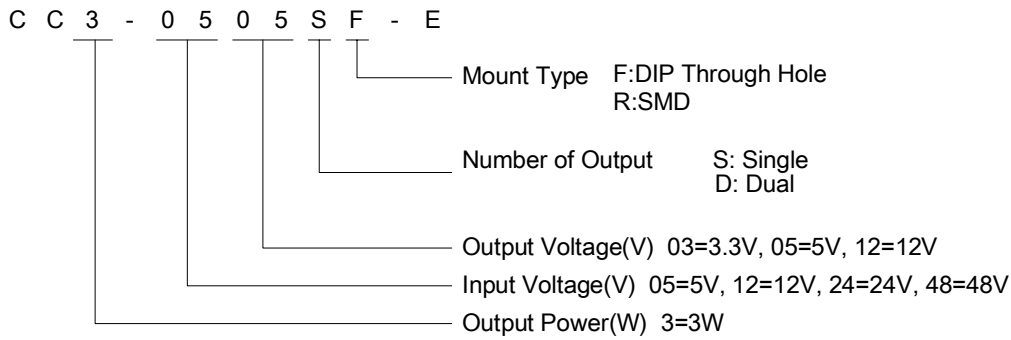 C C 3 - 0 5 0 5 S F - E
Mount Type F:DIP Through Hole
R:SMD
Number of Output S: Single
D: Dual
Output Voltage(V) 03=3.3V, 05=5V, 12=12V
Input Voltage(V) 05=5V, 12=12V, 24=24V, 48=48V
Output Power(W) 3=3W